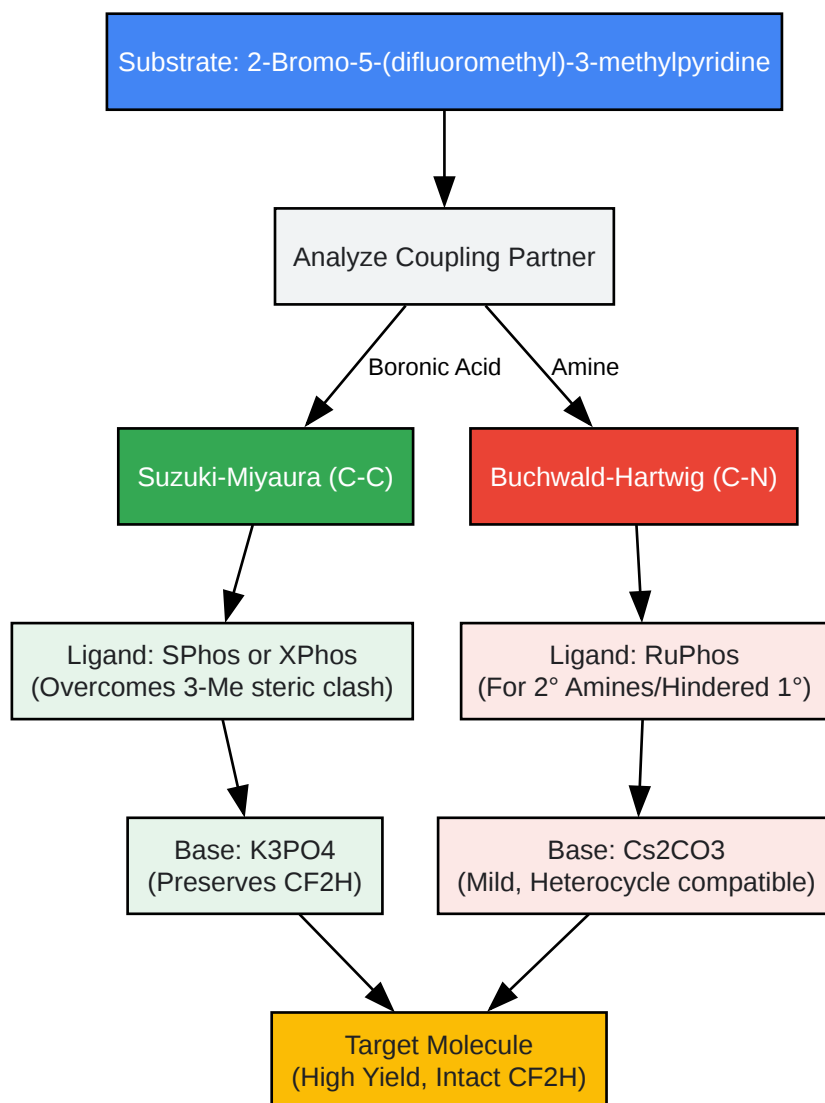 Substrate: 2-Bromo-5-(difluoromethyl)-3-methylpyridine
Analyze Coupling Partner
Boronic Acid
Amine
Suzuki-Miyaura (C-C)
Buchwald-Hartwig (C-N)
Ligand: SPhos or XPhos
(Overcomes 3-Me steric clash)
Ligand: RuPhos
(For 2° Amines/Hindered 1°)
Base: K3PO4
(Preserves CF2H)
Base: Cs2CO3
(Mild, Heterocycle compatible)
Target Molecule
(High Yield, Intact CF2H)